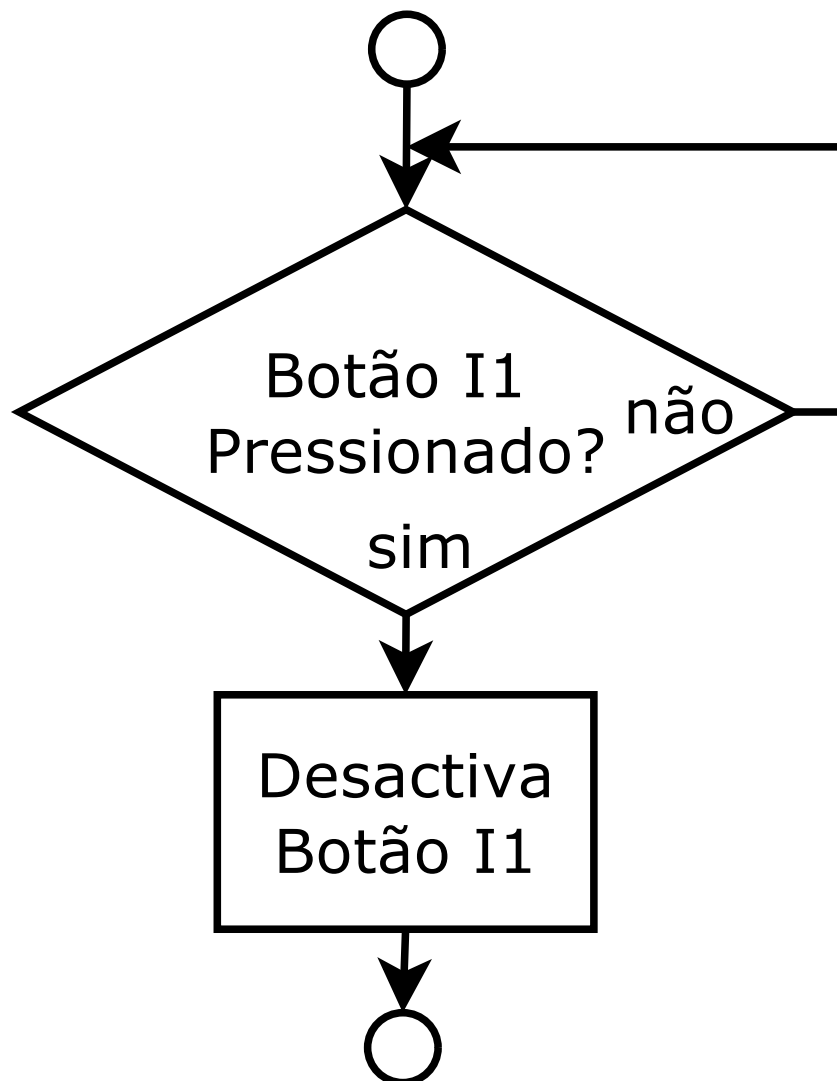 Botão I1
Pressionado?
não
sim
Desactiva
Botão I1